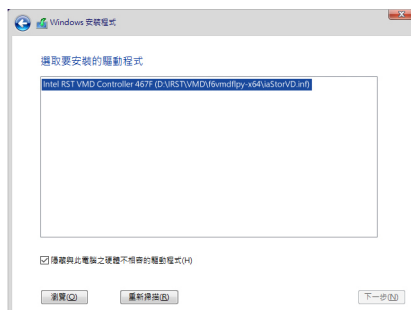 Windows 安裝程式
選取要安裝的驅動程式
Intel RST VMD Controller 467F (D:\IRST\VMD\f6vmdflpy-x64\iaStorVD.inf)
隱藏與此電腦之硬體不相容的驅動程式(H)
瀏覽(O) 重新掃描(R) 下一步(N)